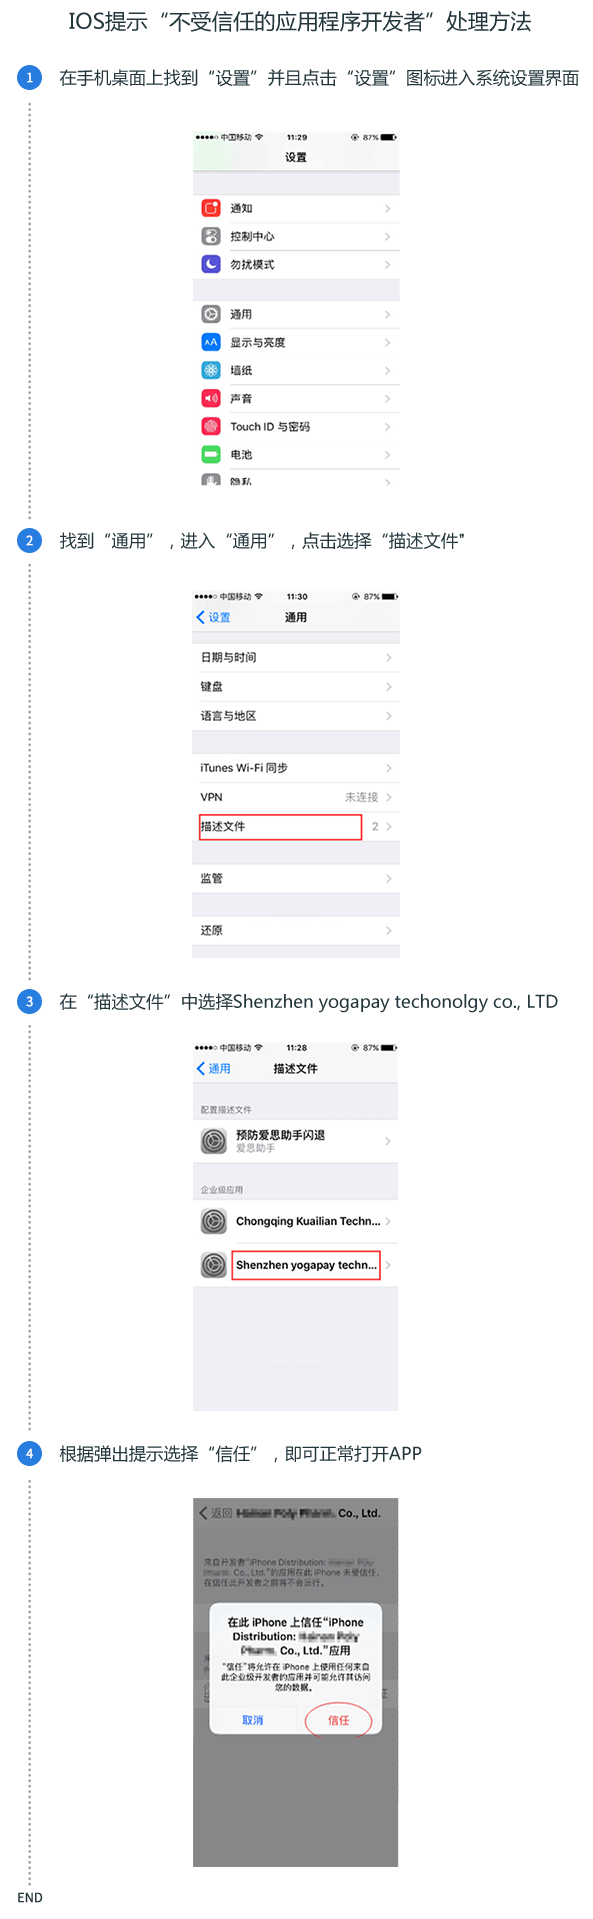 IOS提示“不受信任的应用程序开发者”处理方法
1 在手机桌面上找到“设置”并且点击“设置”图标进入系统设置界面
中国移动 11:29 87%
设置
通知
控制中心
勿扰模式
通用
AA 显示与亮度
墙纸
声音
Touch ID 与密码
电池
隐私
2 找到“通用”，进入“通用”，点击选择“描述文件"
中国移动 11:30 87%
设置 通用
日期与时间
键盘
语言与地区
iTunes Wi-Fi 同步
VPN 未连接
描述文件 2
监管
还原
3 在“描述文件”中选择Shenzhen yogapay techonolgy co., LTD
中国移动 11:28 87%
通用 描述文件
配置描述文件
预防爱思助手闪退
爱思助手
企业级应用
Chongqing Kuailian Techn...
Shenzhen yogapay techn...
4 根据弹出提示选择“信任”，即可正常打开APP
返回 Co., Ltd.
来自开发者“iPhone Distribution:
Co., Ltd.”的应用在此 iPhone 未受信任,
在信任此开发者之前将不会运行。
在此 iPhone 上信任“iPhone
Distribution:
Co., Ltd.”应用
“信任”将允许在 iPhone 上使用任何来自
此企业级开发者的应用并可能允许其访问
您的数据。
取消 信任
END